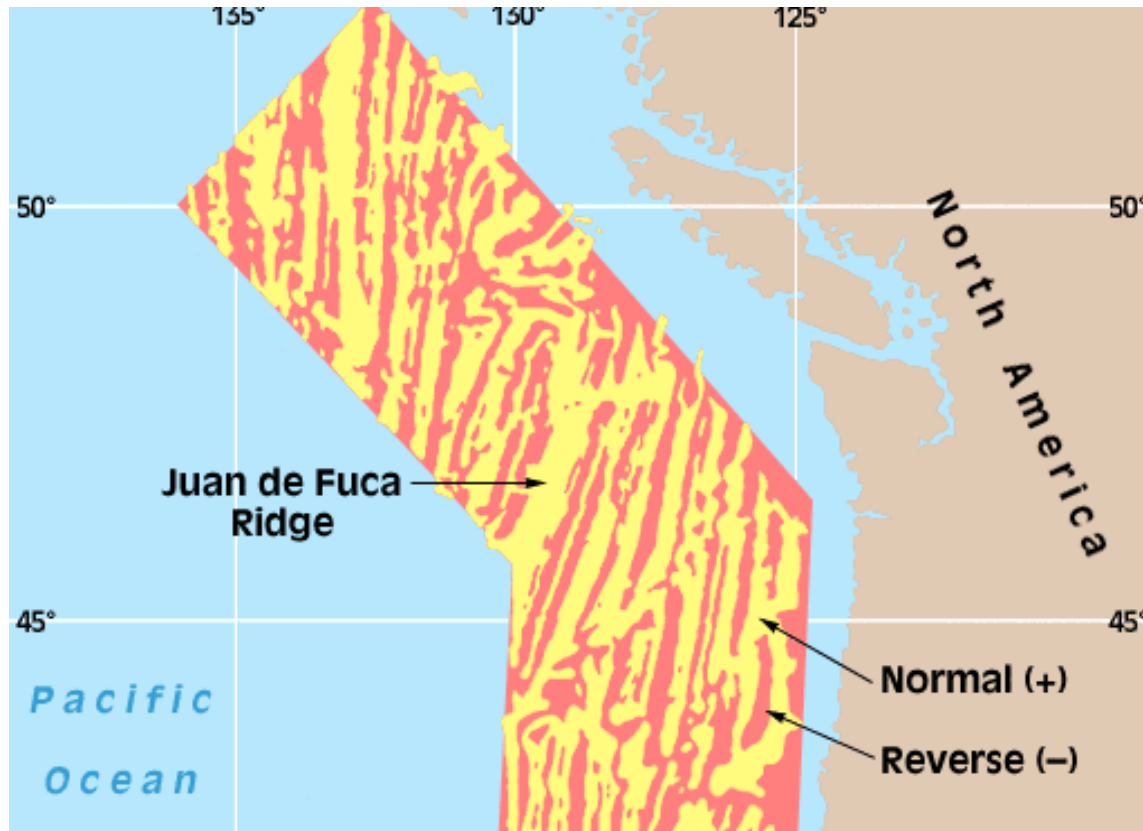 135° 130° 125°
50° 50°
North America
Juan de Fuca
Ridge
45° 45°
Normal (+)
Reverse (–)
Pacific
Ocean